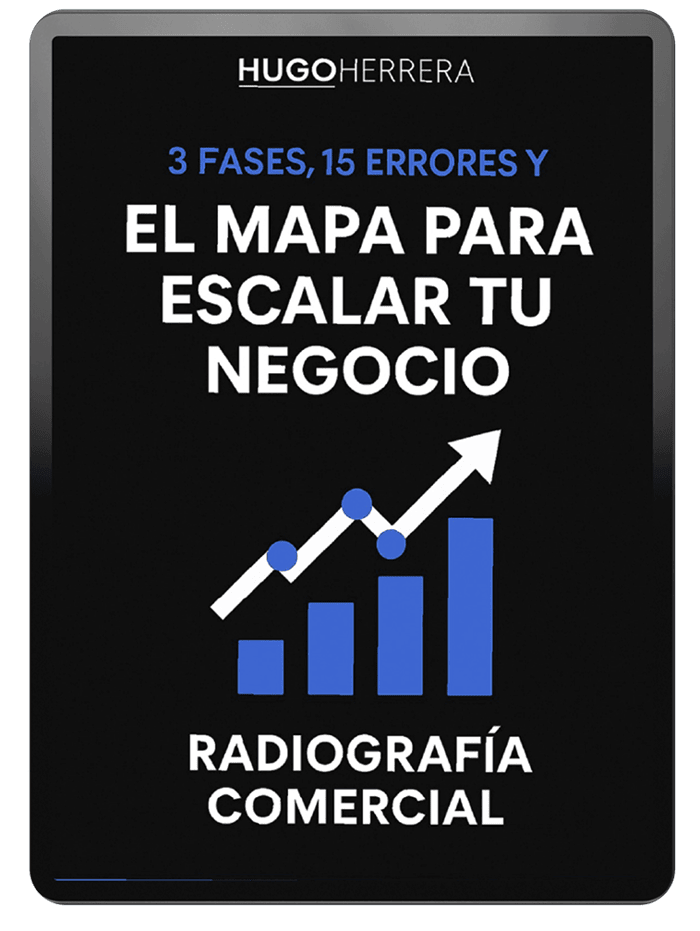 HUGOHERRERA
3 FASES, 15 ERRORES Y
EL MAPA PARA
ESCALAR TU
NEGOCIO
RADIOGRAFÍA
COMERCIAL